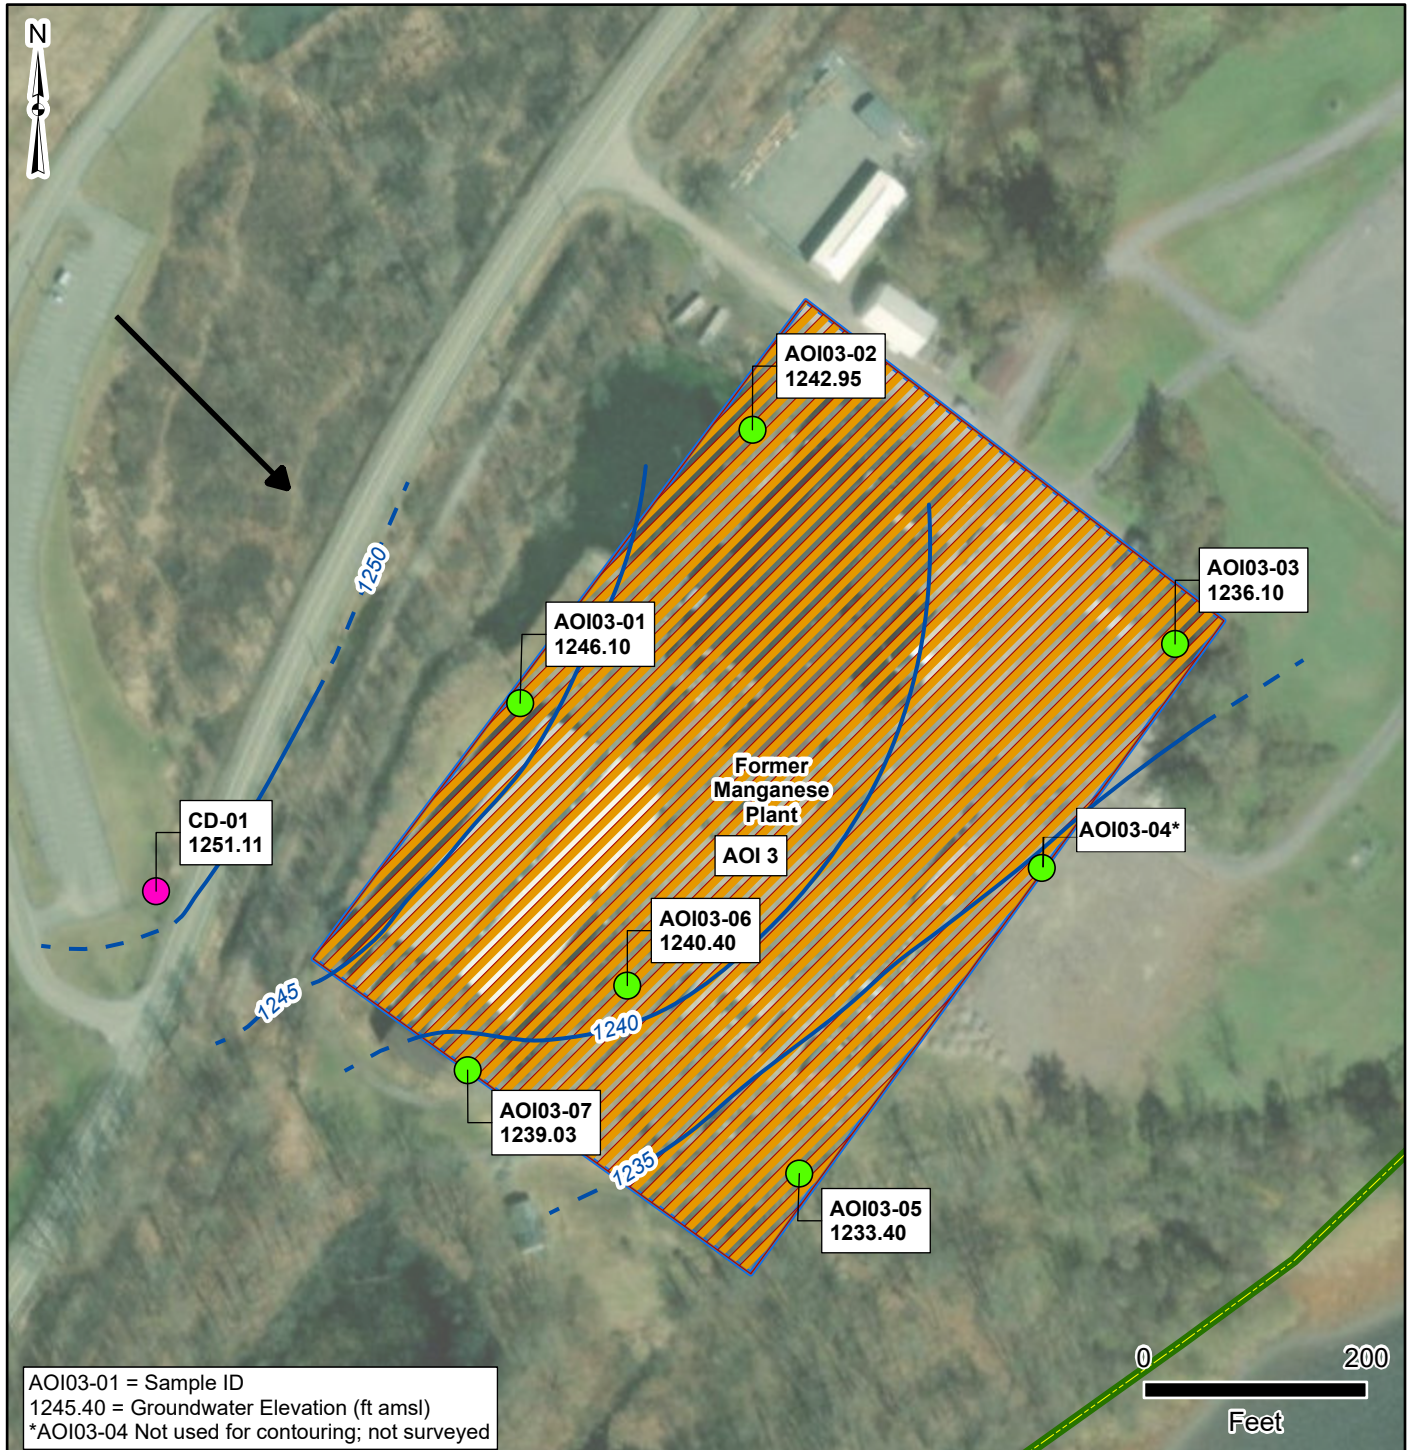 N
AOI03-02
1242.95
1250
AOI03-03
1236.10
AOI03-01
1246.10
Former
Manganese
Plant
AOI 3
CD-01
1251.11
AOI03-04*
AOI03-06
1240.40
1245
1240
AOI03-07
1239.03
1235
AOI03-05
1233.40
AOI03-01 = Sample ID
1245.40 = Groundwater Elevation (ft amsl)
*AOI03-04 Not used for contouring; not surveyed
0 200
Feet